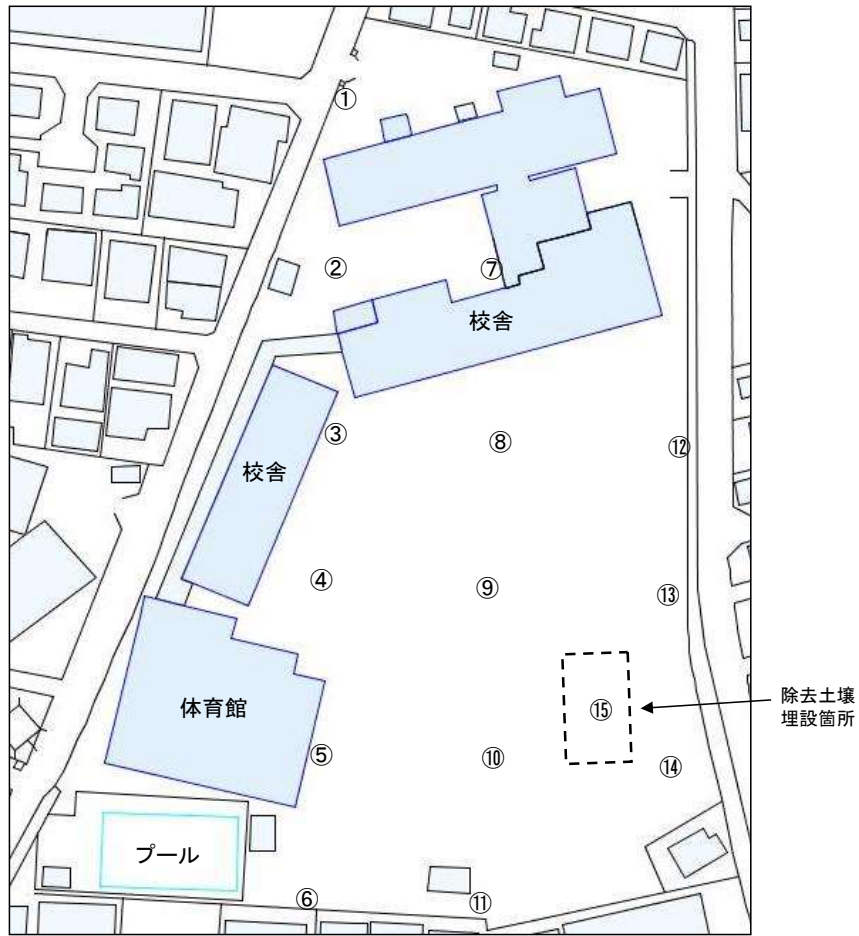 ①
②
⑦
校舎
③
⑧
⑫
校舎
④
⑨
⑬
体育館
⑮
除去土壌
埋設箇所
⑤
⑩
⑭
プール
⑥
⑪